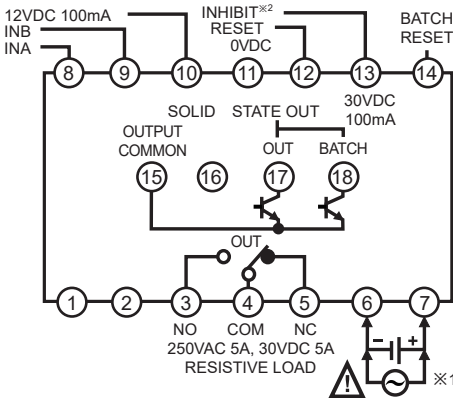 12VDC 100mA
INB
INA
INHIBIT※2
RESET
0VDC
BATCH
RESET
8 9 10 11 12 13 14
SOLID STATE OUT
30VDC
100mA
OUTPUT
COMMON
OUT BATCH
15 16 17 18
OUT
1 2 3 4 5 6 7
NO COM NC
250VAC 5A, 30VDC 5A
RESISTIVE LOAD
- +
! ※1